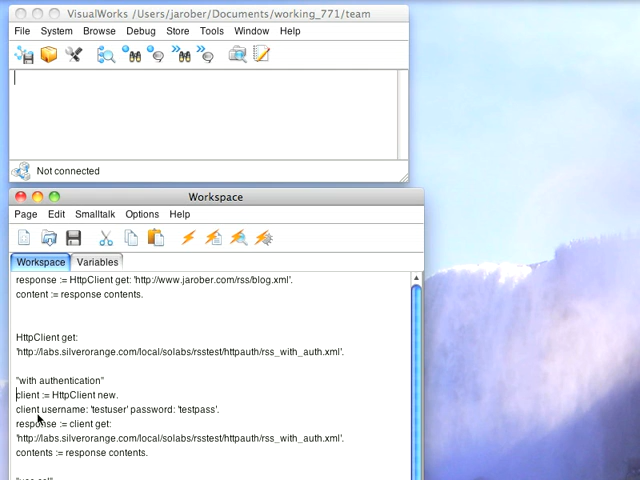 VisualWorks /Users/jarober/Documents/working_771/team
File System Browse Debug Store Tools Window Help
Not connected
Workspace
Page Edit Smalltalk Options Help
Workspace Variables
response := HttpClient get: 'http://www.jarober.com/rss/blog.xml'.
content := response contents.
HttpClient get:
'http://labs.silverorange.com/local/solabs/rsstest/httpauth/rss_with_auth.xml'.
"with authentication"
client := HttpClient new.
client username: 'testuser' password: 'testpass'.
response := client get:
'http://labs.silverorange.com/local/solabs/rsstest/httpauth/rss_with_auth.xml'.
contents := response contents.